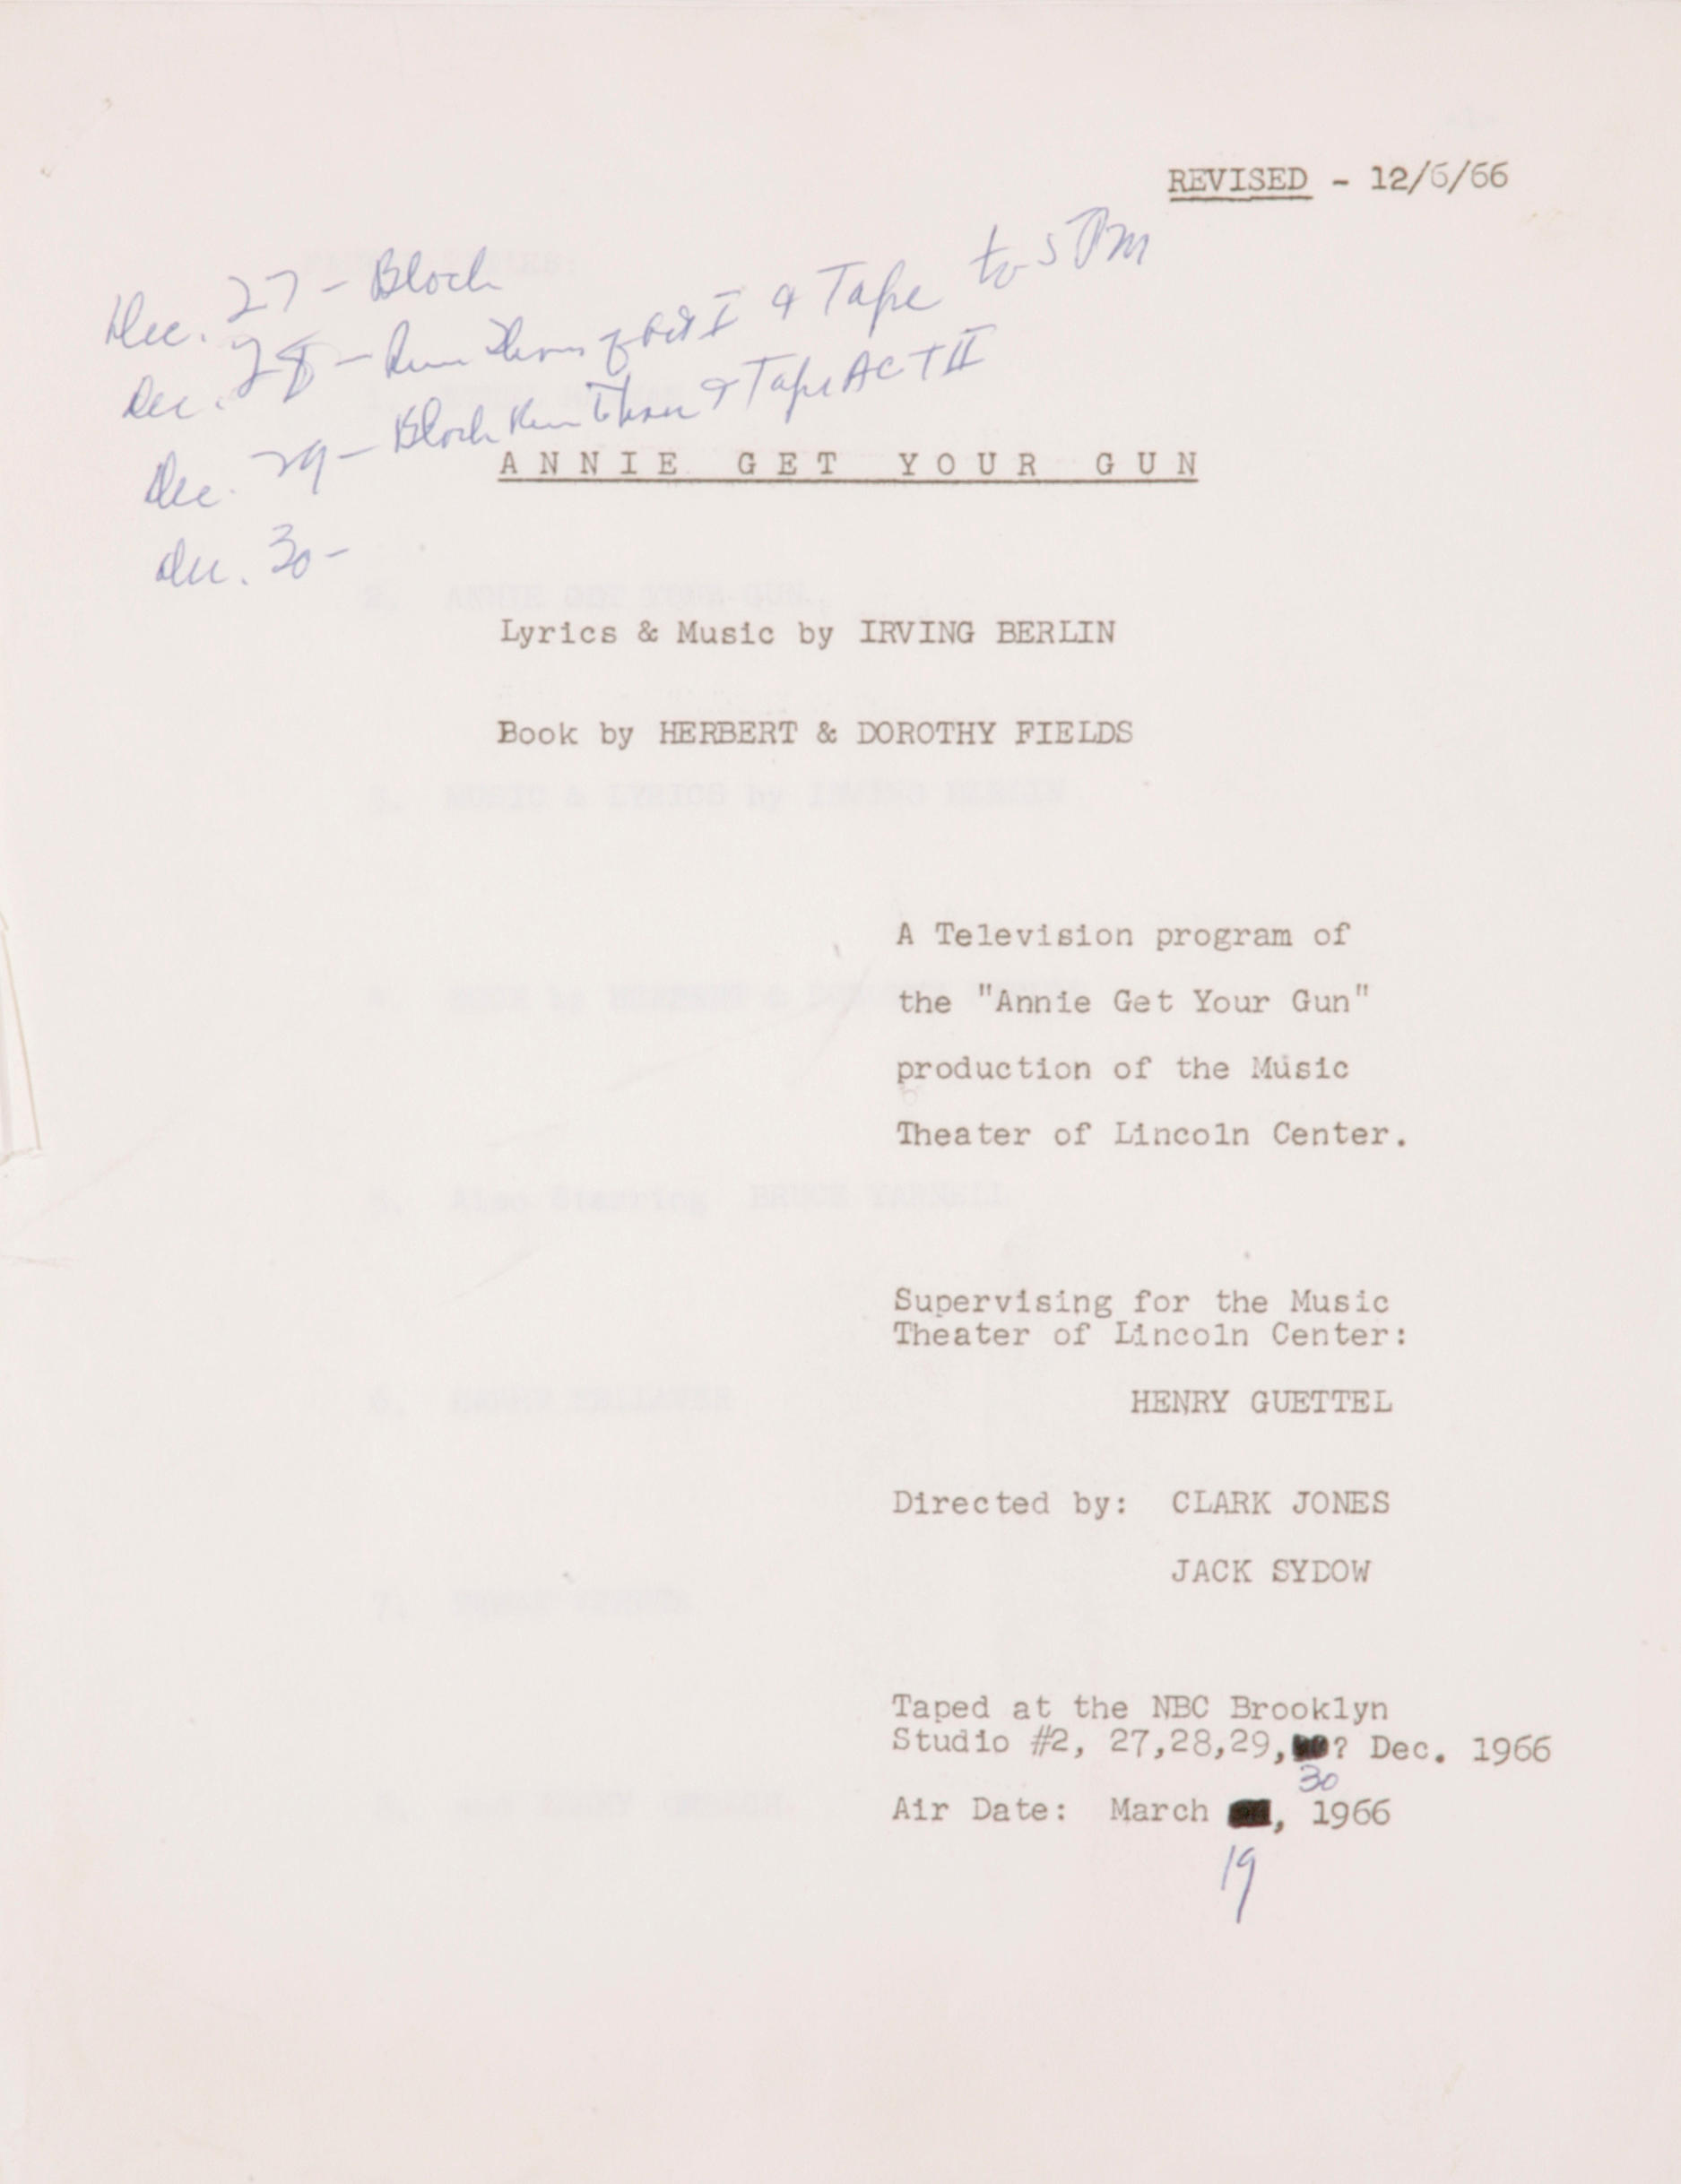 REVISED - 12/6/66
Dec. 27 - Block
Dec. 28 - Run Thru of Act I & Tape to 5 PM
Dec. 29 - Block Run Thru & Tape ACT II
Dec. 30 -
ANNIE GET YOUR GUN
Lyrics & Music by IRVING BERLIN
Book by HERBERT & DOROTHY FIELDS
A Television program of
the "Annie Get Your Gun"
production of the Music
Theater of Lincoln Center.
Supervising for the Music
Theater of Lincoln Center:
HENRY GUETTEL
Directed by: CLARK JONES
JACK SYDOW
Taped at the NBC Brooklyn
Studio #2, 27,28,29, ? Dec. 1966
30
Air Date: March , 1966
19